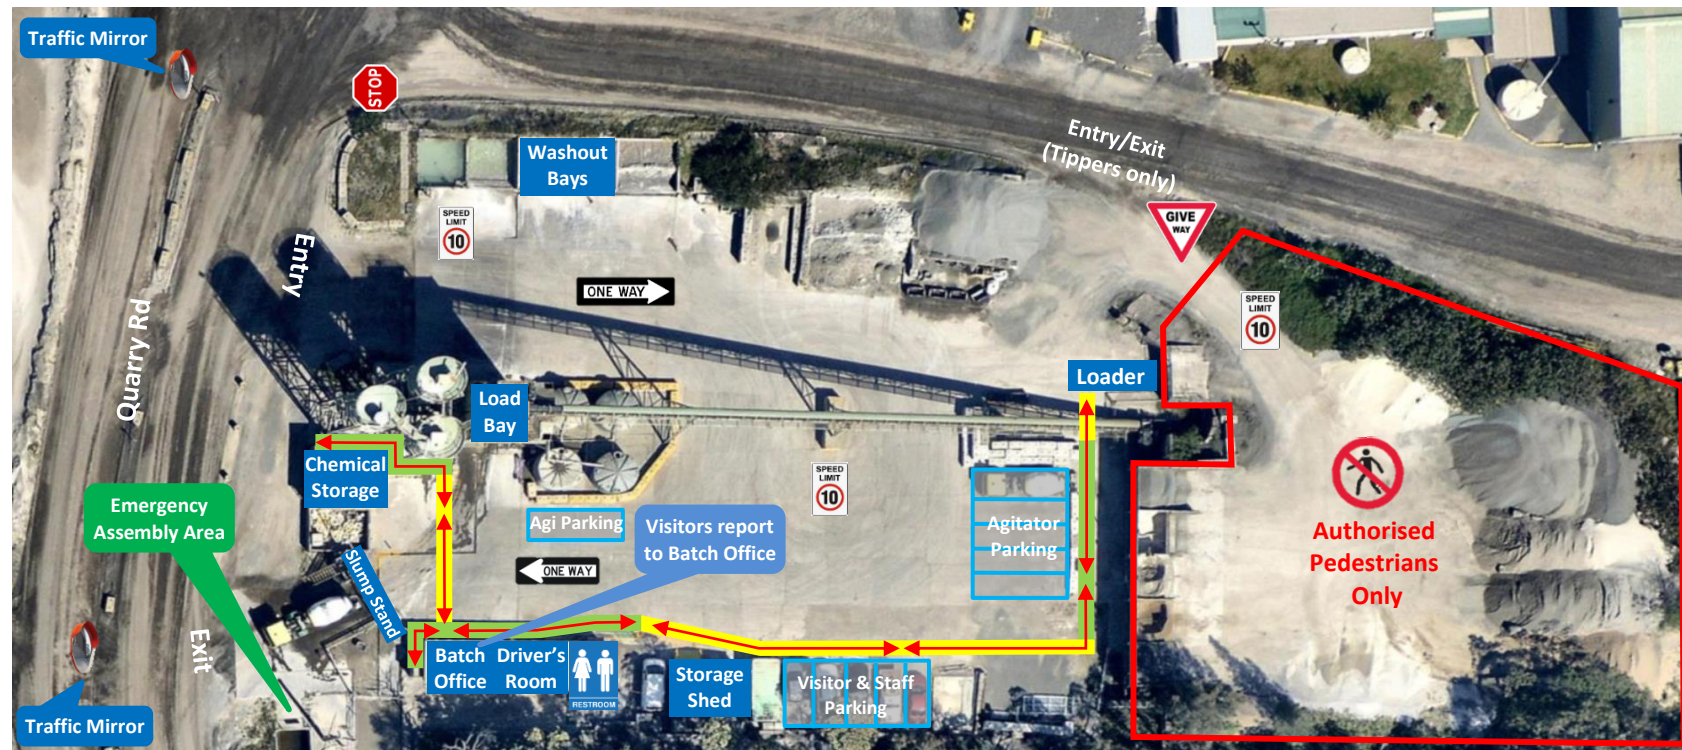 Traffic Mirror
STOP
Washout
Bays
Entry/Exit
(Tippers only)
GIVE
WAY
SPEED
LIMIT
10
Entry
ONE WAY
SPEED
LIMIT
10
Quarry Rd
Load
Bay
Loader
Chemical
Storage
SPEED
LIMIT
10
Emergency
Assembly Area
Agi Parking
Visitors report
to Batch Office
Agitator
Parking
Authorised
Pedestrians
Only
ONE WAY
Slump Stand
Exit
Batch
Office
Driver's
Room
RESTROOM
Storage
Shed
Visitor & Staff
Parking
Traffic Mirror